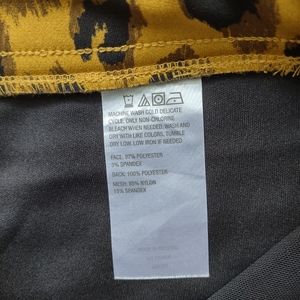 MACHINE WASH COLD DELICATE
CYCLE. ONLY NON-CHLORINE
BLEACH WHEN NEEDED. WASH AND
DRY WITH LIKE COLORS, TUMBLE
DRY LOW. LOW IRON IF NEEDED
FACE: 97% POLYESTER
3% SPANDEX
BACK: 100% POLYESTER
MESH: 85% NYLON
15% SPANDEX